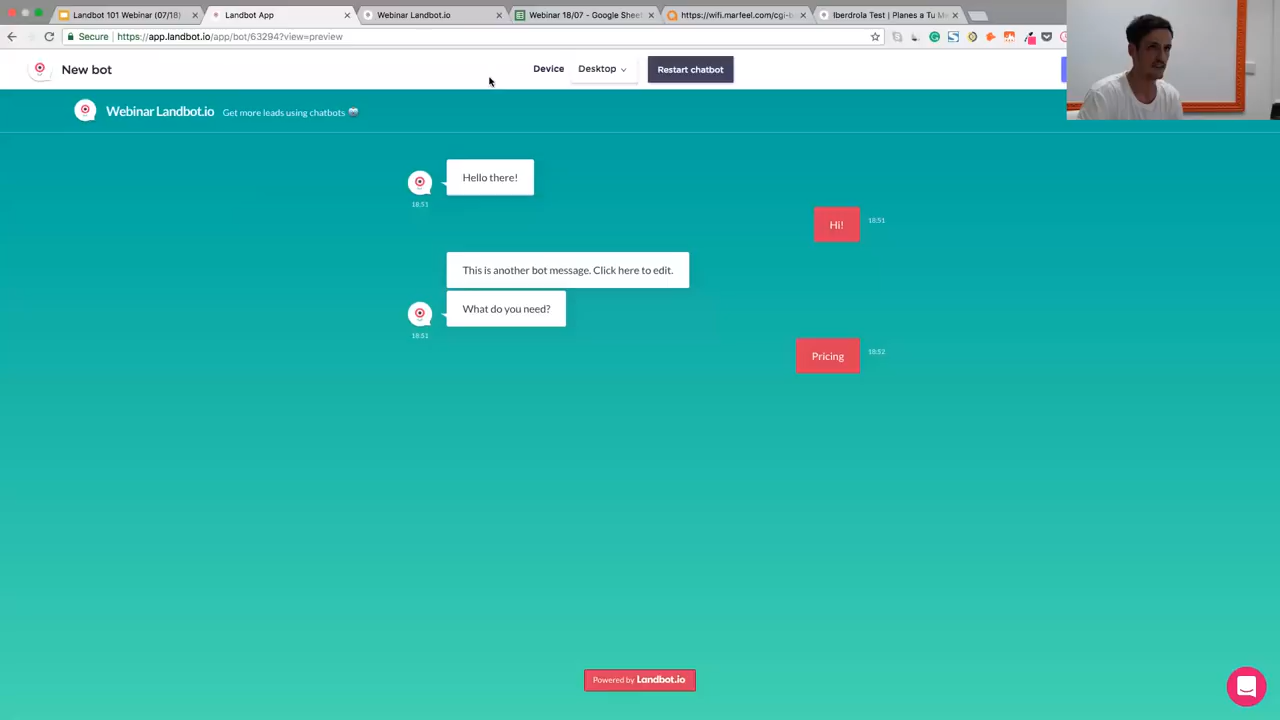 Landbot 101 Webinar (07/18)
Landbot App
Webinar Landbot.io
Webinar 18/07 - Google Sheet
https://wifi.marfeel.com/cgi-b
Iberdrola Test | Planes a Tu Me
Secure
https://app.landbot.io/app/bot/63294?view=preview
New bot
Device
Desktop
Restart chatbot
Webinar Landbot.io
Get more leads using chatbots
Hello there!
18:51
Hi!
18:51
This is another bot message. Click here to edit.
What do you need?
18:51
Pricing
18:52
Powered by Landbot.io